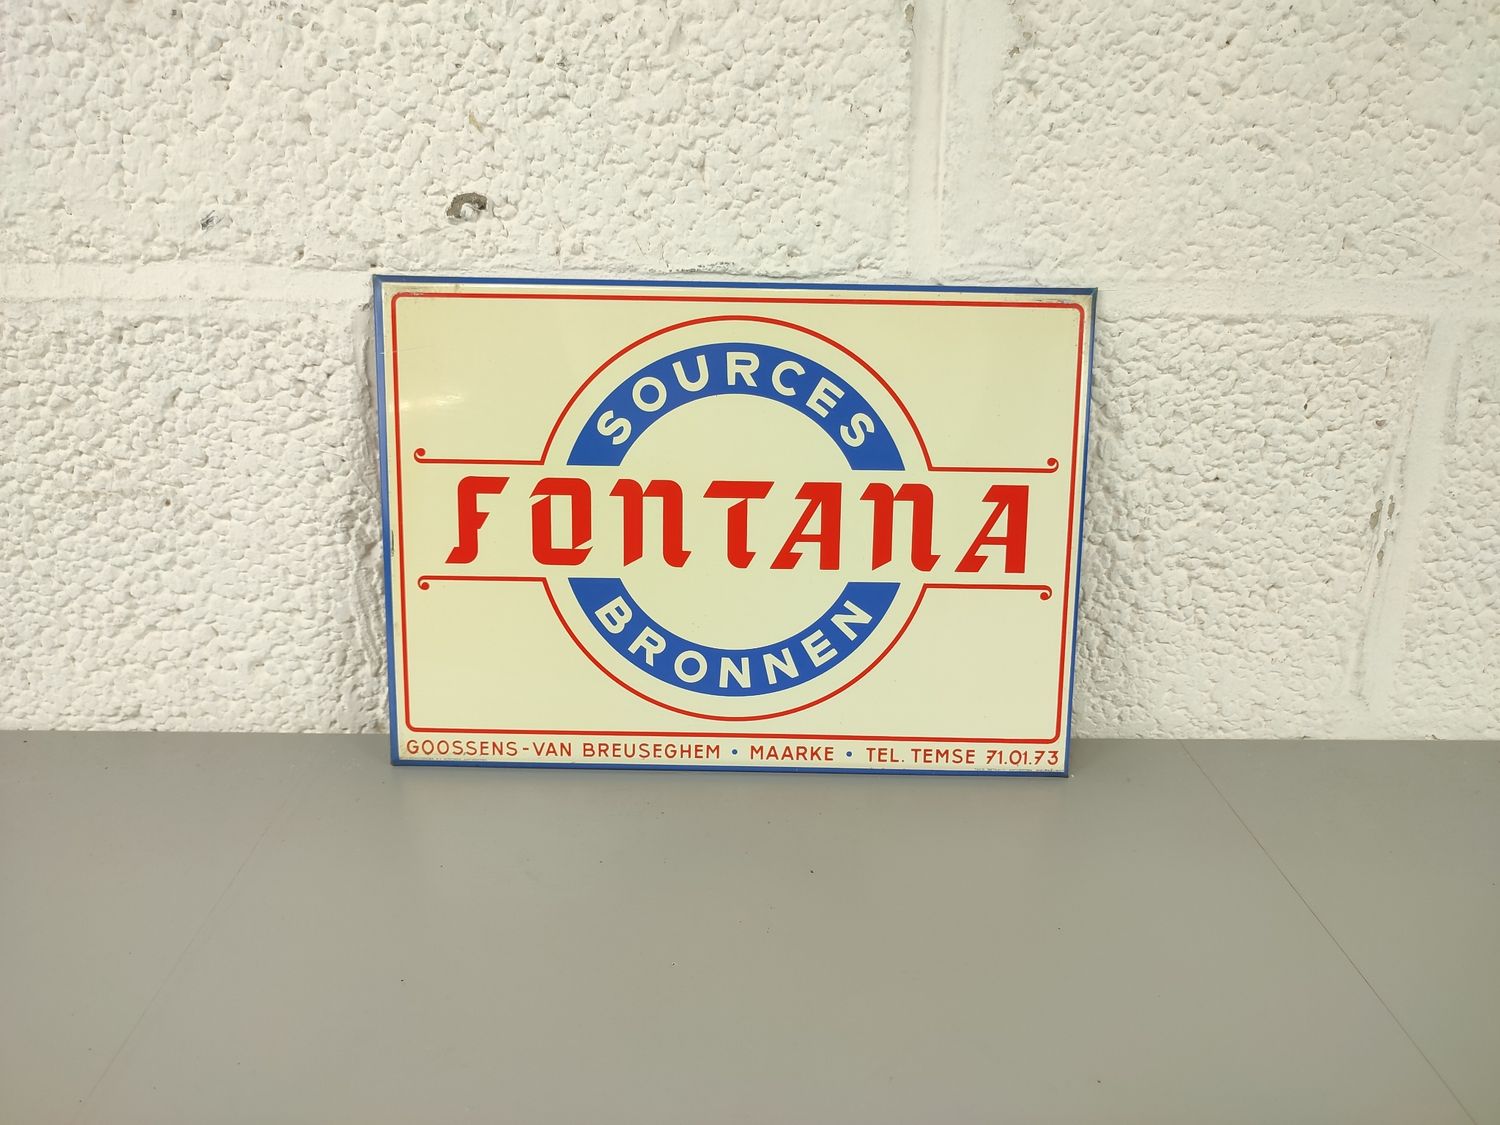 SOURCES
FONTANA
BRONNEN
GOOSSENS-VAN BREUSEGHEM • MAARKE • TEL. TEMSE 71.01.73